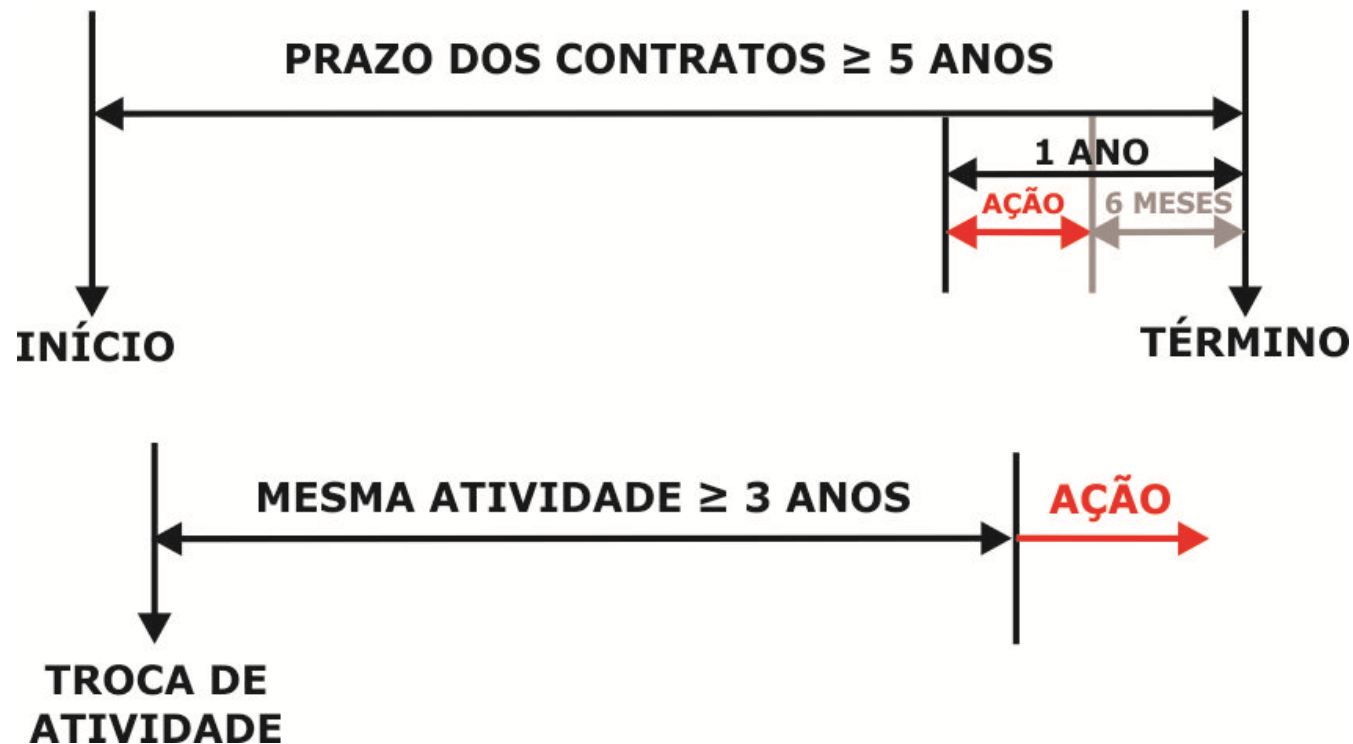 PRAZO DOS CONTRATOS ≥ 5 ANOS
1 ANO
AÇÃO
6 MESES
INÍCIO
TÉRMINO
MESMA ATIVIDADE ≥ 3 ANOS
AÇÃO
TROCA DE
ATIVIDADE